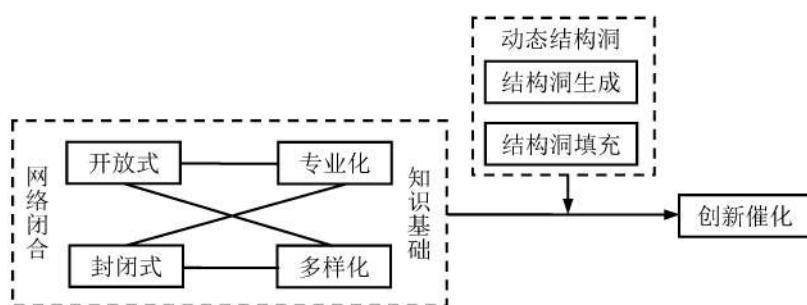 动态结构洞
结构洞生成
结构洞填充
网络闭合
开放式
专业化
封闭式
多样化
知识基础
创新催化